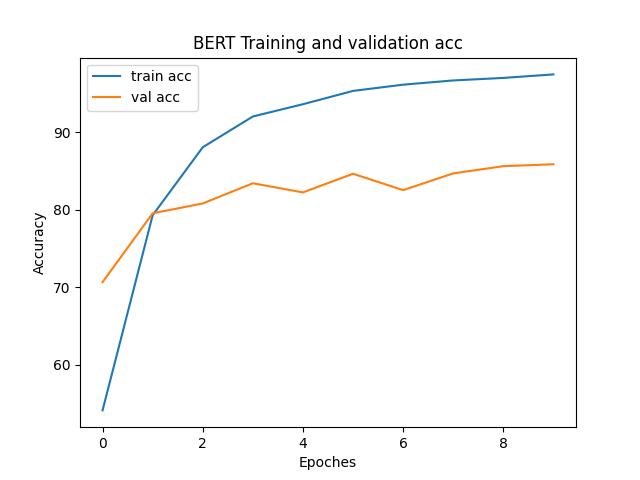 BERT Training and validation acc
train acc
val acc
90
80
70
60
Accuracy
0 2 4 6 8
Epoches